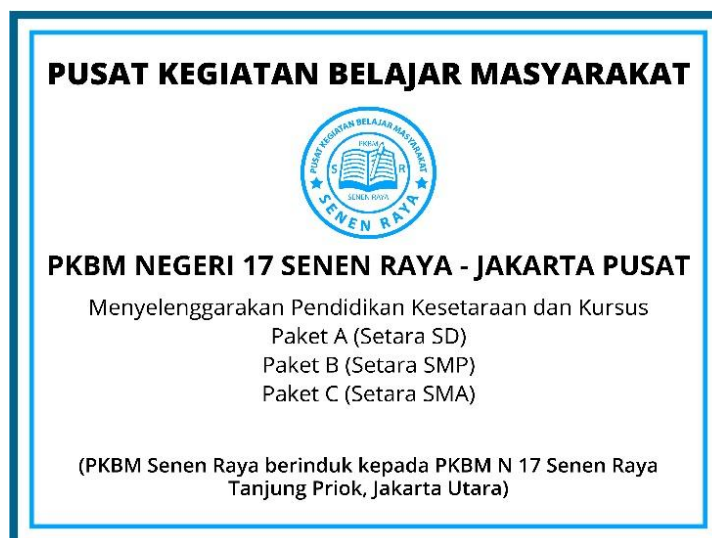 PUSAT KEGIATAN BELAJAR MASYARAKAT
PUSAT KEGIATAN BELAJAR MASYARAKAT
PKBM
S R
SENEN RAYA
SENEN RAYA
PKBM NEGERI 17 SENEN RAYA - JAKARTA PUSAT
Menyelenggarakan Pendidikan Kesetaraan dan Kursus
Paket A (Setara SD)
Paket B (Setara SMP)
Paket C (Setara SMA)
(PKBM Senen Raya berinduk kepada PKBM N 17 Senen Raya
Tanjung Priok, Jakarta Utara)